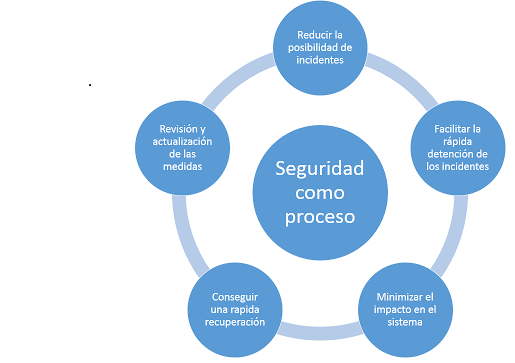 Reducir la
posibilidad de
incidentes
Facilitar la
rápida
detención de
los incidentes
Minimizar el
impacto en el
sistema
Conseguir
una rapida
recuperación
Revisión y
actualización
de las
medidas
Seguridad
como
proceso